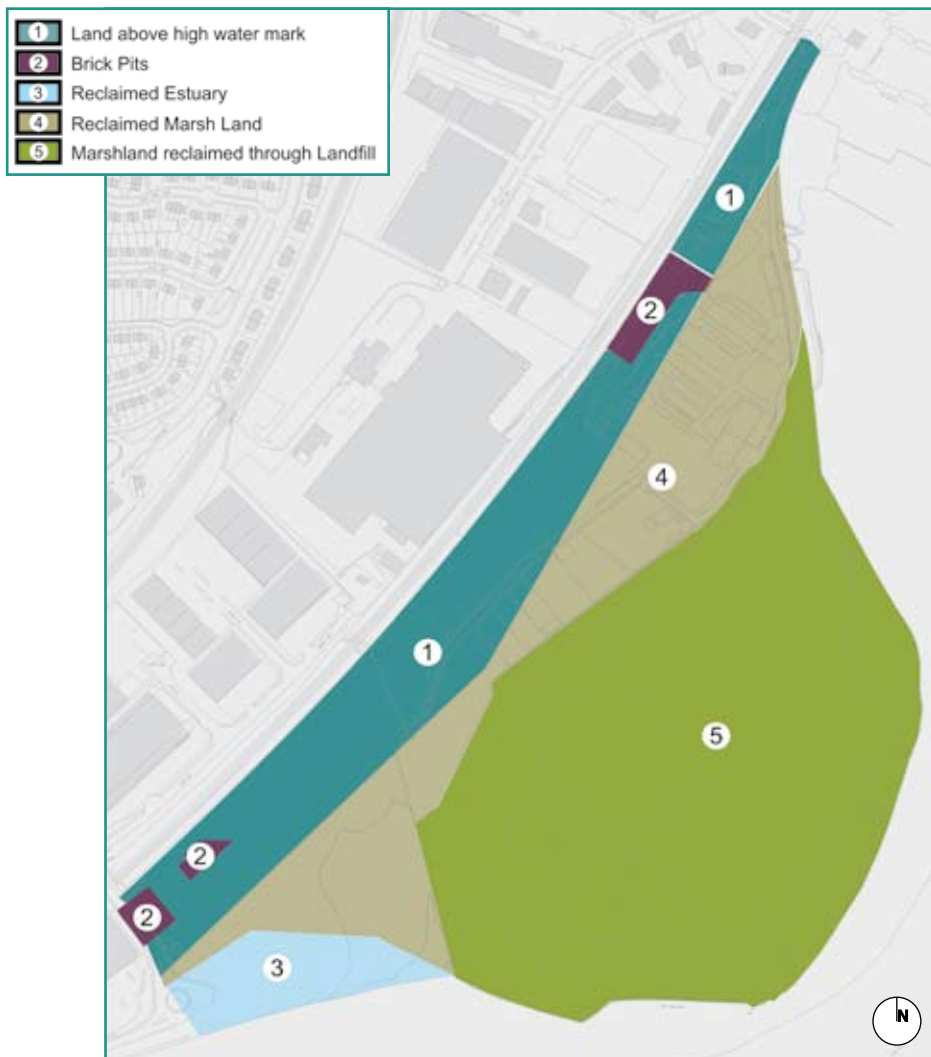 1 Land above high water mark
2 Brick Pits
3 Reclaimed Estuary
4 Reclaimed Marsh Land
5 Marshland reclaimed through Landfill
1
2
4
1
5
2
2
3
N